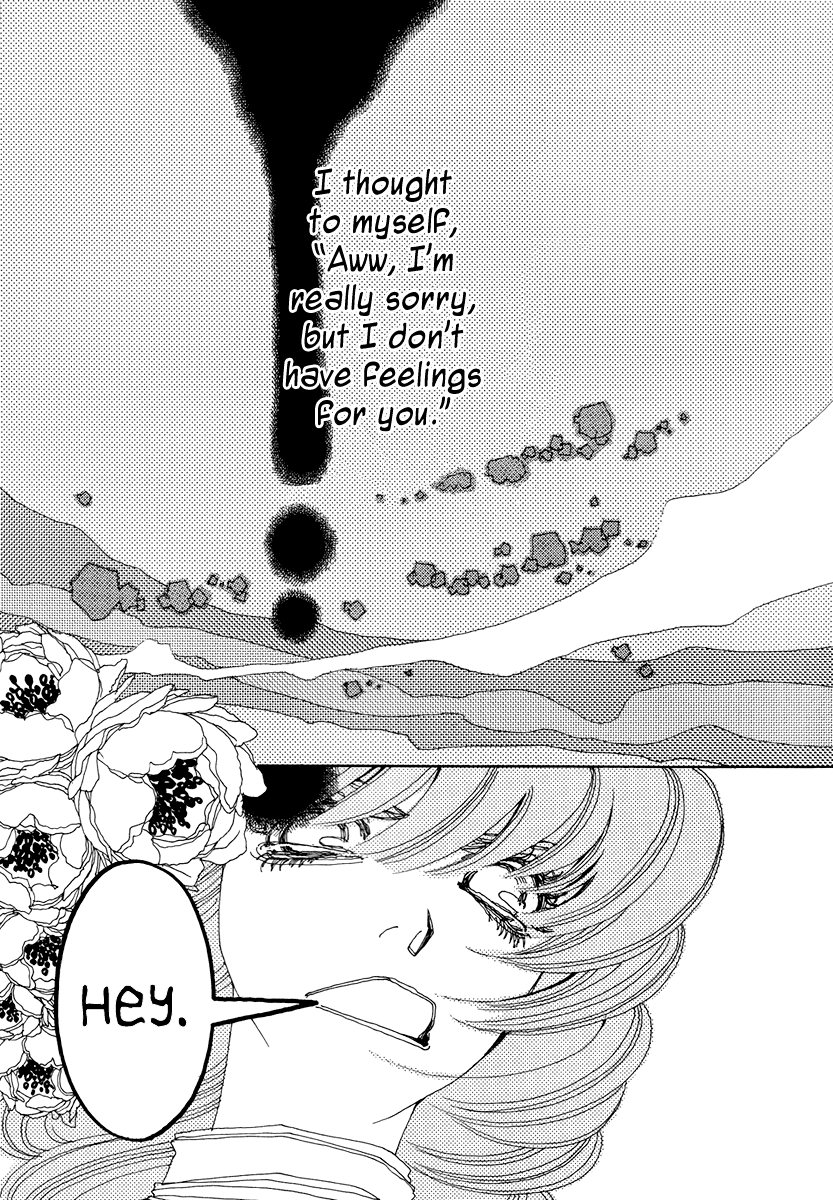 I thought
to myself,
“Aww, I'm
really sorry,
but I don't
have feelings
for you.”
Hey.